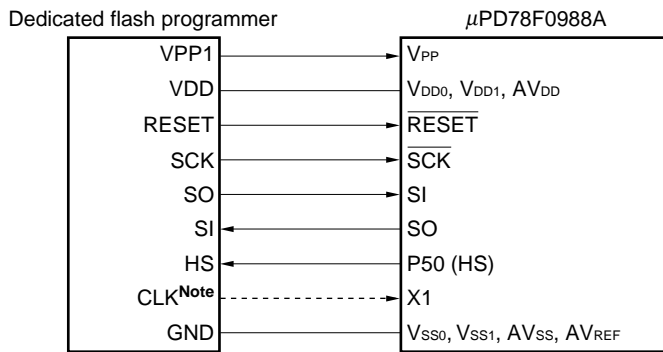 Dedicated flash programmer μPD78F0988A
VPP1 VPP
VDD VDD0, VDD1, AVDD
RESET RESET
SCK SCK
SO SI
SI SO
HS P50 (HS)
CLKNote X1
GND VSS0, VSS1, AVSS, AVREF